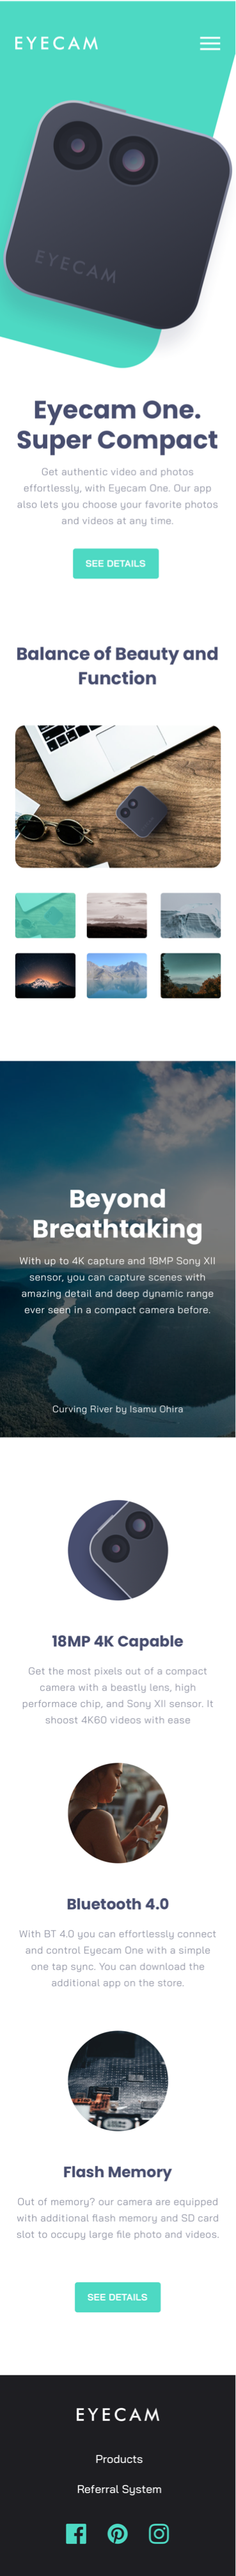 EYECAM
EYECAM
Eyecam One.
Super Compact
Get authentic video and photos
effortlessly, with Eyecam One. Our app
also lets you choose your favorite photos
and videos at any time.
SEE DETAILS
Balance of Beauty and
Function
Beyond
Breathtaking
With up to 4K capture and 18MP Sony XII
sensor, you can capture scenes with
amazing detail and deep dynamic range
ever seen in a compact camera before.
Curving River by Isamu Ohira
18MP 4K Capable
Get the most pixels out of a compact
camera with a beastly lens, high
performace chip, and Sony XII sensor. It
shoost 4K60 videos with ease
Bluetooth 4.0
With BT 4.0 you can effortlessly connect
and control Eyecam One with a simple
one tap sync. You can download the
additional app on the store.
Flash Memory
Out of memory? our camera are equipped
with additional flash memory and SD card
slot to occupy large file photo and videos.
SEE DETAILS
EYECAM
Products
Referral System